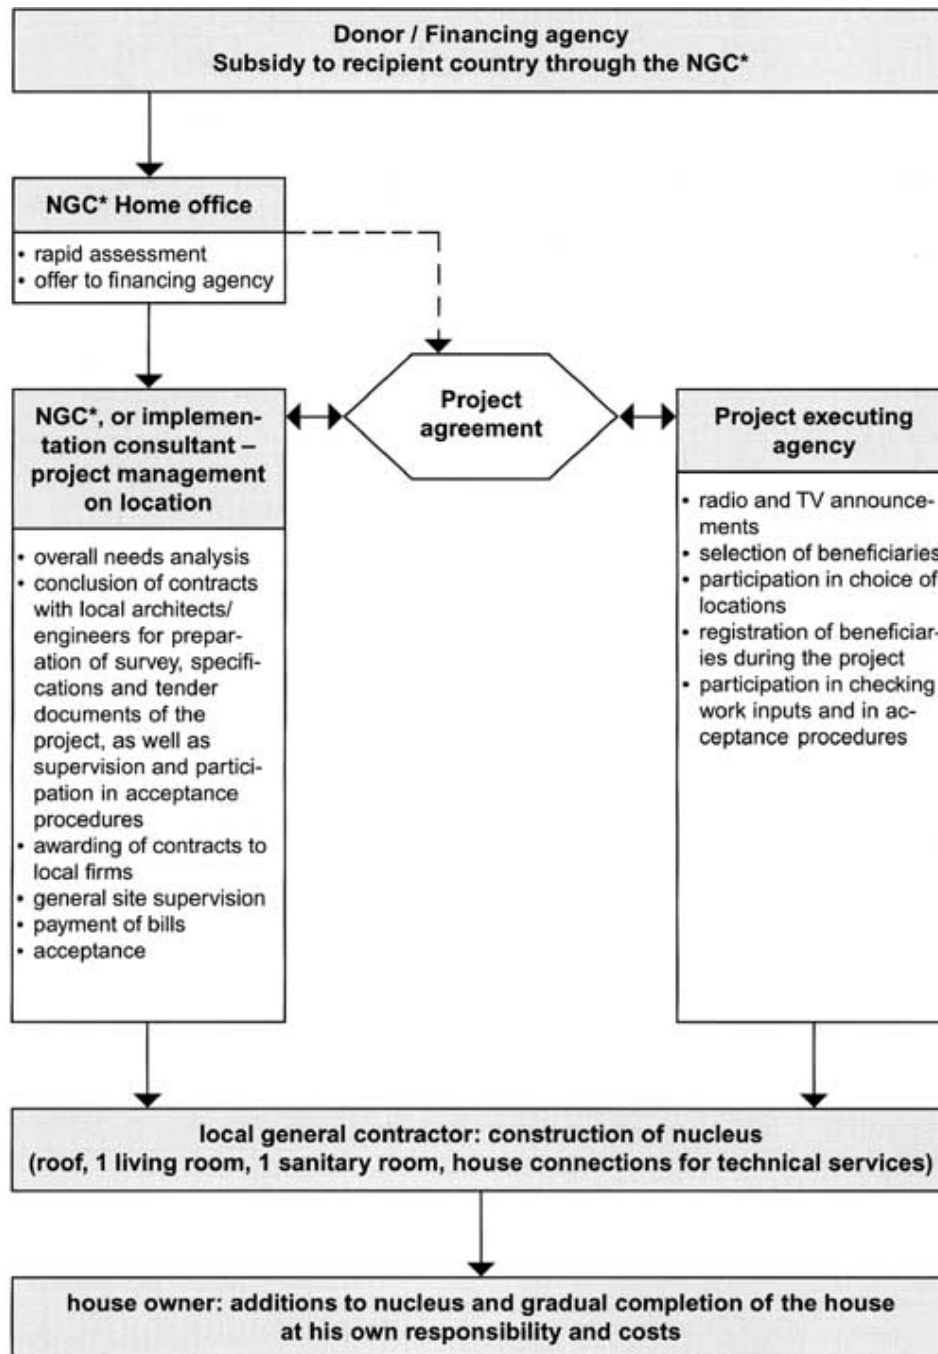 Donor / Financing agency
Subsidy to recipient country through the NGC*
NGC* Home office
• rapid assessment
• offer to financing agency
NGC*, or implemen-
tation consultant –
project management
on location
• overall needs analysis
• conclusion of contracts
with local architects/
engineers for prepar-
ation of survey, specifi-
cations and tender
documents of the
project, as well as
supervision and partici-
pation in acceptance
procedures
• awarding of contracts to
local firms
• general site supervision
• payment of bills
• acceptance
Project
agreement
Project executing
agency
• radio and TV announce-
ments
• selection of beneficiaries
• participation in choice of
locations
• registration of beneficiar-
ies during the project
• participation in checking
work inputs and in ac-
ceptance procedures
local general contractor: construction of nucleus
(roof, 1 living room, 1 sanitary room, house connections for technical services)
house owner: additions to nucleus and gradual completion of the house
at his own responsibility and costs